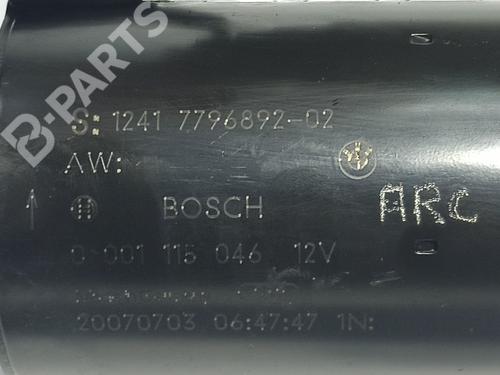 B-PARTS
S: 1241 7796892-02
AW:
BOSCH
ARC
0 001 115 046 12V
20070703 06:47:47 1N: